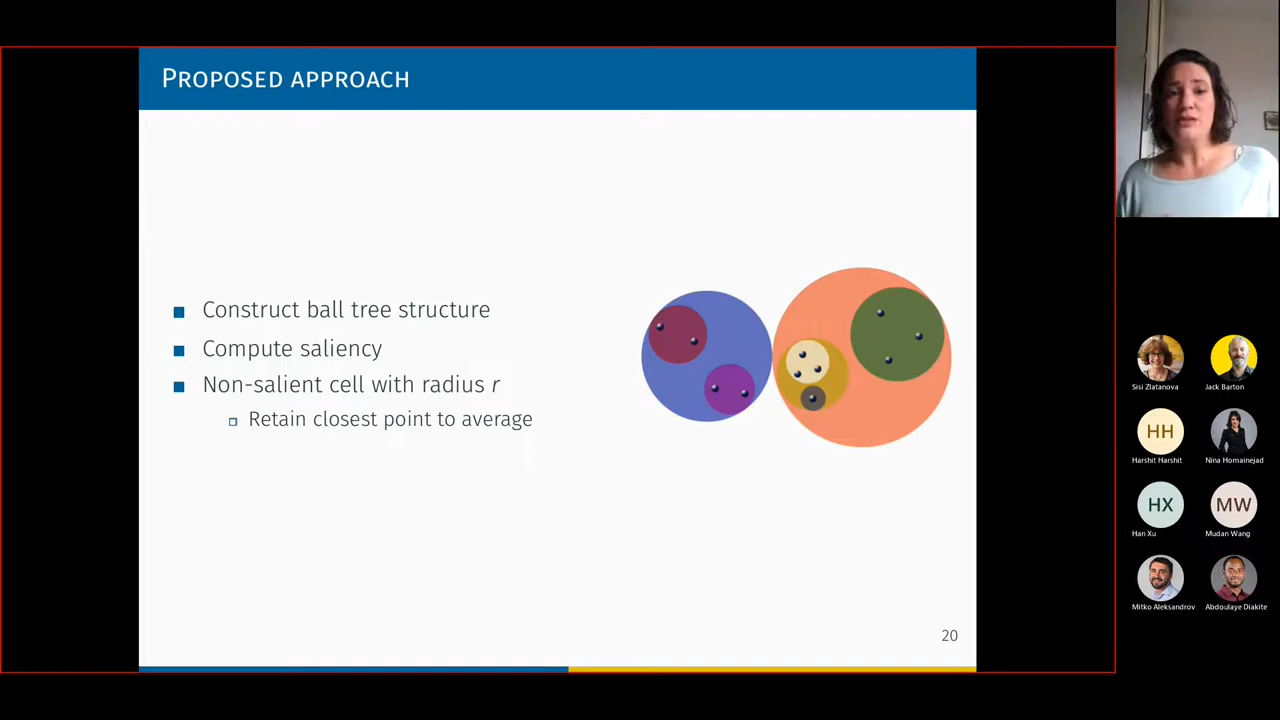 PROPOSED APPROACH
Construct ball tree structure
Compute saliency
Non-salient cell with radius r
Retain closest point to average
20
Sisi Zlatanova
Jack Barton
HH
Harshit Harshit
Nina Homainejad
HX
Han Xu
MW
Mudan Wang
Mitko Aleksandrov
Abdoulaye Diakite